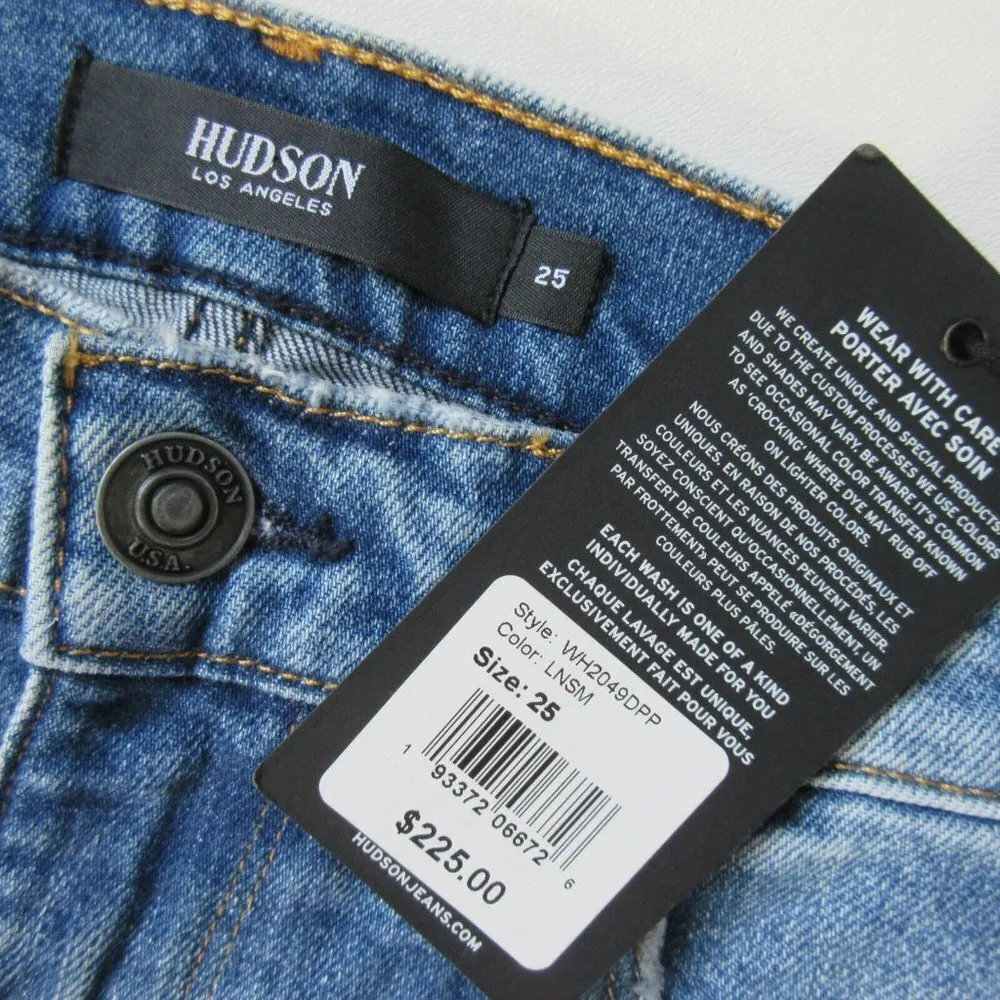 HUDSON
LOS ANGELES
25
HUDSON
U.S.A.
WEAR WITH CARE
PORTER AVEC SOIN
WE CREATE UNIQUE AND SPECIAL PRODUCTS
DUE TO THE CUSTOM PROCESSES WE USE COLORS
AND SHADES MAY VARY. BE AWARE IT'S COMMON
TO SEE OCCASIONAL COLOR TRANSFER KNOWN
AS 'CROCKING' WHERE DYE MAY RUB OFF
ON LIGHTER COLORS.
NOUS CRÉONS DES PRODUITS ORIGINAUX ET
UNIQUES, EN RAISON DE NOS PROCÉDÉS, LES
COULEURS ET LES NUANCES PEUVENT VARIER.
SOYEZ CONSCIENT QU'OCCASIONNELLEMENT, UN
TRANSFERT DE COULEURS APPELÉ «DÉGORGEMENT
PAR FROTTEMENT» PEUT SE PRODUIRE SUR LES
COULEURS PLUS PÂLES.
EACH WASH IS ONE OF A KIND
INDIVIDUALLY MADE FOR YOU
CHAQUE LAVAGE EST UNIQUE,
EXCLUSIVEMENT FAIT POUR VOUS
Style: WH2049DPP
Color: LNSM
Size: 25
1 93372 06672 6
$225.00
HUDSONJEANS.COM